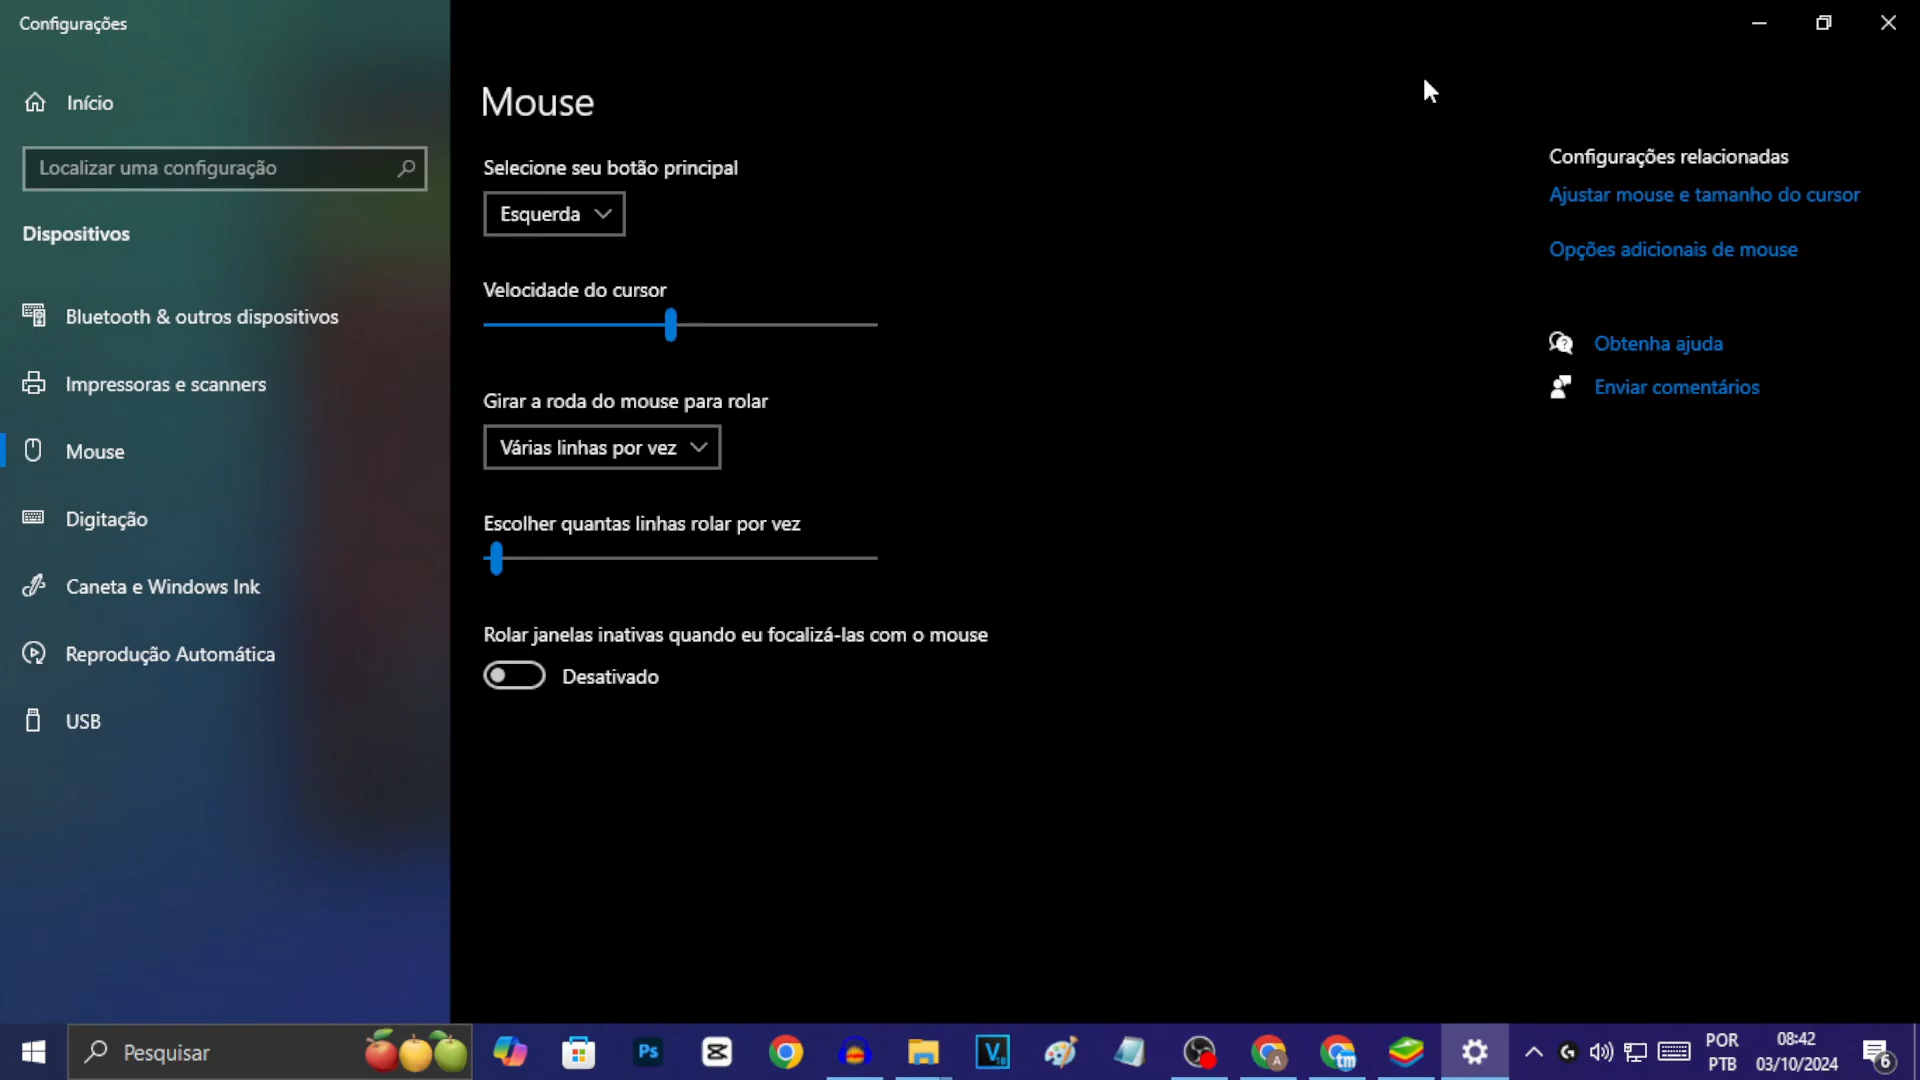 Configurações
Início
Localizar uma configuração
Dispositivos
Bluetooth & outros dispositivos
Impressoras e scanners
Mouse
Digitação
Caneta e Windows Ink
Reprodução Automática
USB
Mouse
Selecione seu botão principal
Esquerda
Velocidade do cursor
Girar a roda do mouse para rolar
Várias linhas por vez
Escolher quantas linhas rolar por vez
Rolar janelas inativas quando eu focalizá-las com o mouse
Desativado
Configurações relacionadas
Ajustar mouse e tamanho do cursor
Opções adicionais de mouse
Obtenha ajuda
Enviar comentários
Pesquisar
Ps
V
18
A
tm
POR
PTB
08:42
03/10/2024
6